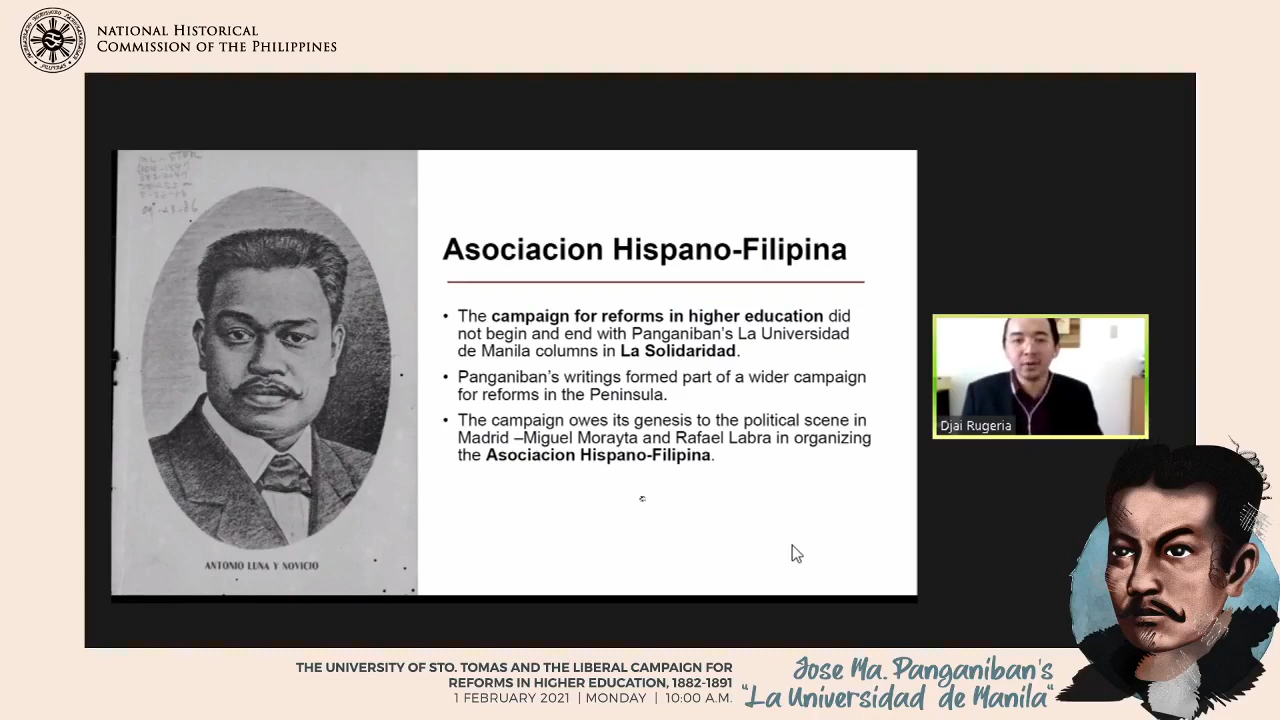 NATIONAL HISTORICAL
COMMISSION OF THE PHILIPPINES
Asociacion Hispano-Filipina
• The campaign for reforms in higher education did
not begin and end with Panganiban's La Universidad
de Manila columns in La Solidaridad.
• Panganiban's writings formed part of a wider campaign
for reforms in the Peninsula.
• The campaign owes its genesis to the political scene in
Madrid –Miguel Morayta and Rafael Labra in organizing
the Asociacion Hispano-Filipina.
ANTONIO LUNA Y NOVICIO
Djai Rugeria
THE UNIVERSITY OF STO. TOMAS AND THE LIBERAL CAMPAIGN FOR
REFORMS IN HIGHER EDUCATION, 1882-1891
1 FEBRUARY 2021 | MONDAY | 10:00 A.M.
Jose Ma. Panganiban's
"La Universidad de Manila"